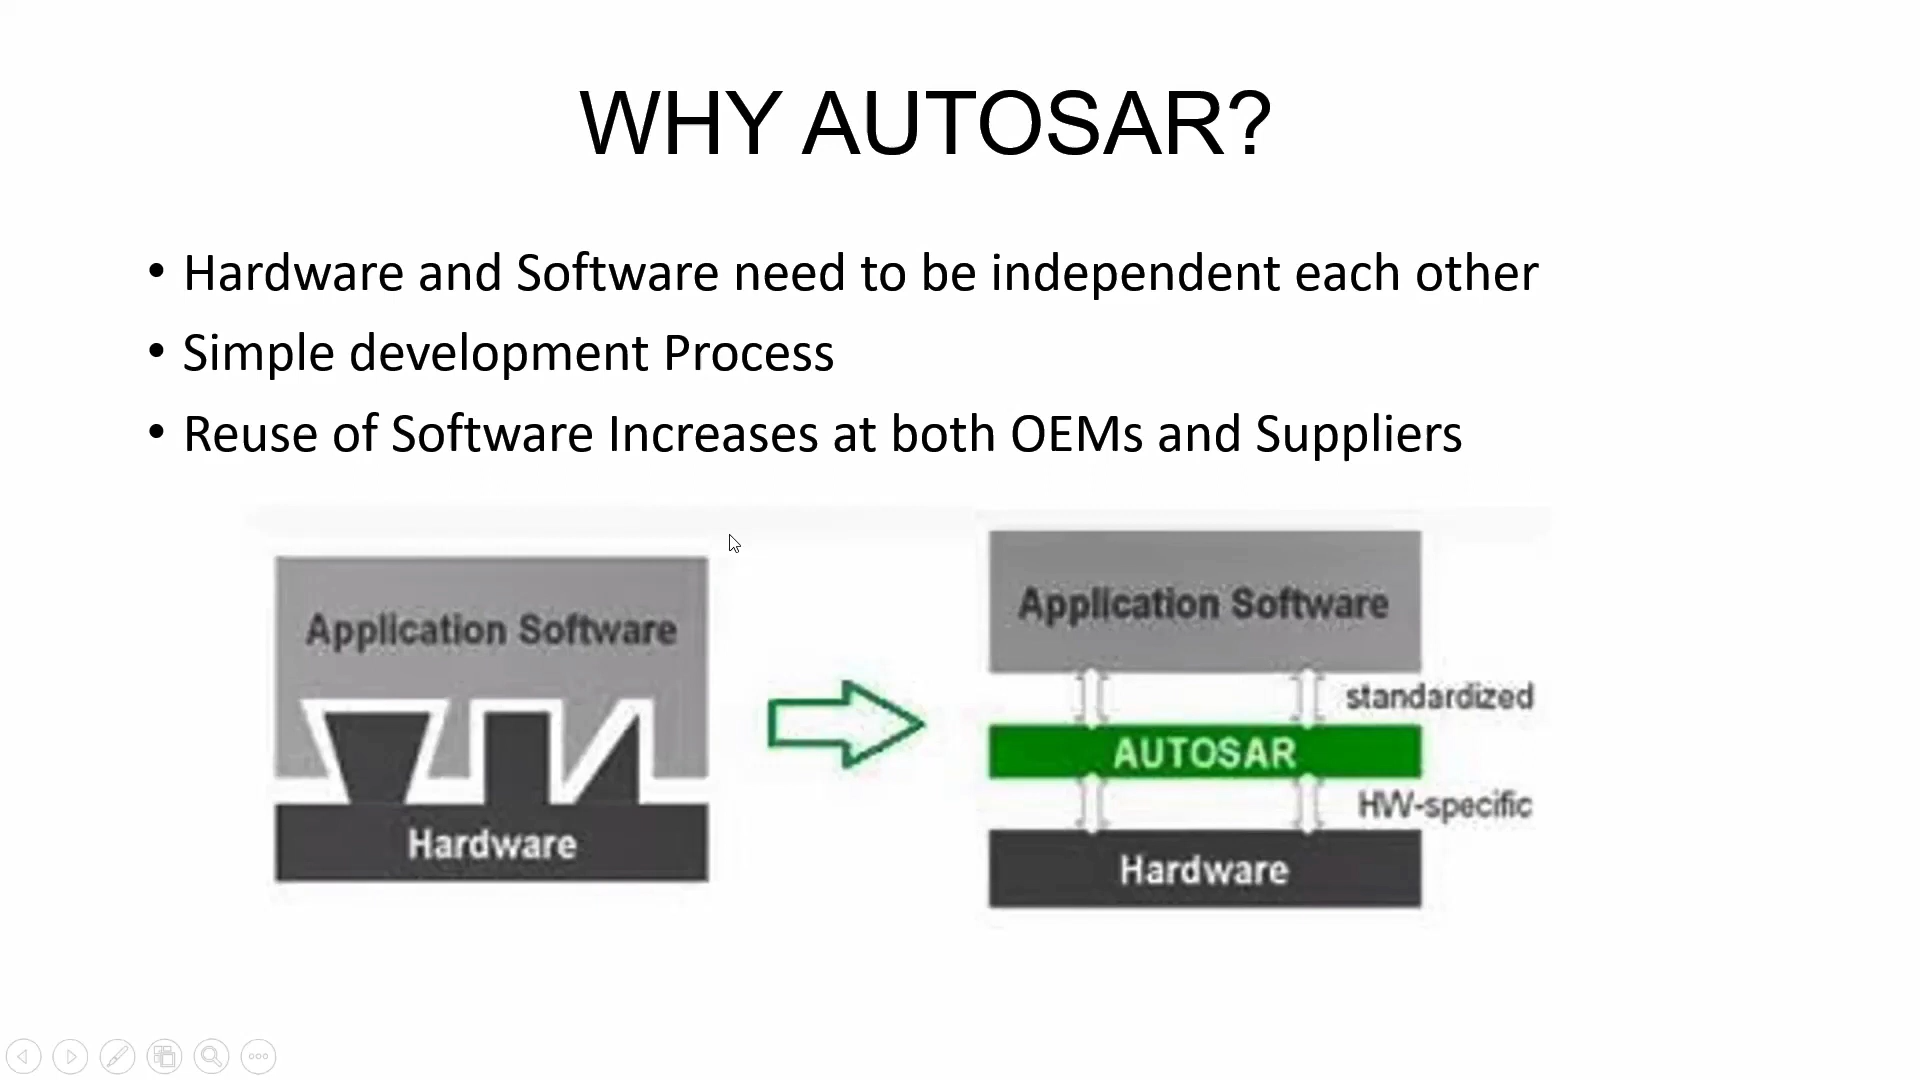 WHY AUTOSAR?
• Hardware and Software need to be independent each other
• Simple development Process
• Reuse of Software Increases at both OEMs and Suppliers
Application Software
Hardware
Application Software
standardized
AUTOSAR
HW-specific
Hardware